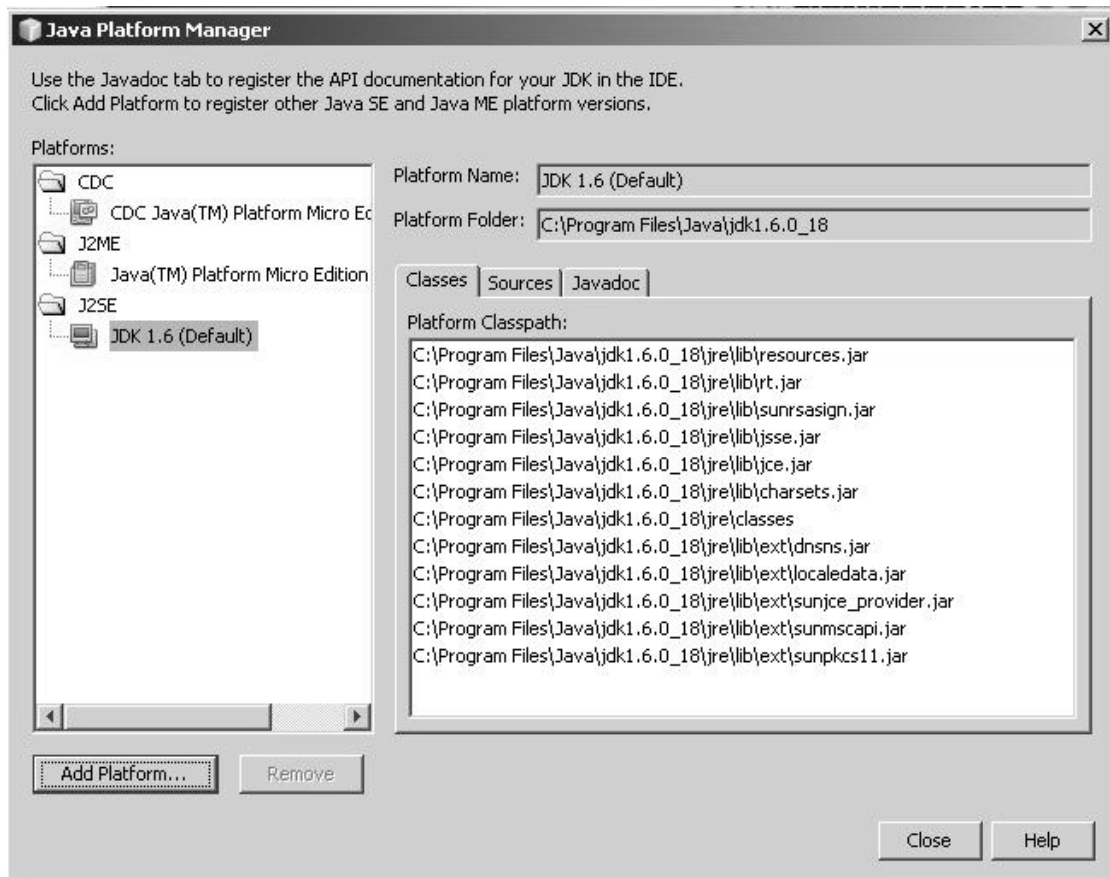 Java Platform Manager
Use the Javadoc tab to register the API documentation for your JDK in the IDE.
Click Add Platform to register other Java SE and Java ME platform versions.
Platforms:
CDC
CDC Java(TM) Platform Micro Ec
J2ME
Java(TM) Platform Micro Edition
J2SE
JDK 1.6 (Default)
Platform Name: JDK 1.6 (Default)
Platform Folder: C:\Program Files\Java\jdk1.6.0_18
Classes Sources Javadoc
Platform Classpath:
C:\Program Files\Java\jdk1.6.0_18\jre\lib\resources.jar
C:\Program Files\Java\jdk1.6.0_18\jre\lib\rt.jar
C:\Program Files\Java\jdk1.6.0_18\jre\lib\sunrsasign.jar
C:\Program Files\Java\jdk1.6.0_18\jre\lib\jsse.jar
C:\Program Files\Java\jdk1.6.0_18\jre\lib\jce.jar
C:\Program Files\Java\jdk1.6.0_18\jre\lib\charsets.jar
C:\Program Files\Java\jdk1.6.0_18\jre\classes
C:\Program Files\Java\jdk1.6.0_18\jre\lib\ext\dnsns.jar
C:\Program Files\Java\jdk1.6.0_18\jre\lib\ext\localedata.jar
C:\Program Files\Java\jdk1.6.0_18\jre\lib\ext\sunjce_provider.jar
C:\Program Files\Java\jdk1.6.0_18\jre\lib\ext\sunmscapi.jar
C:\Program Files\Java\jdk1.6.0_18\jre\lib\ext\sunpkcs11.jar
Add Platform... Remove
Close Help